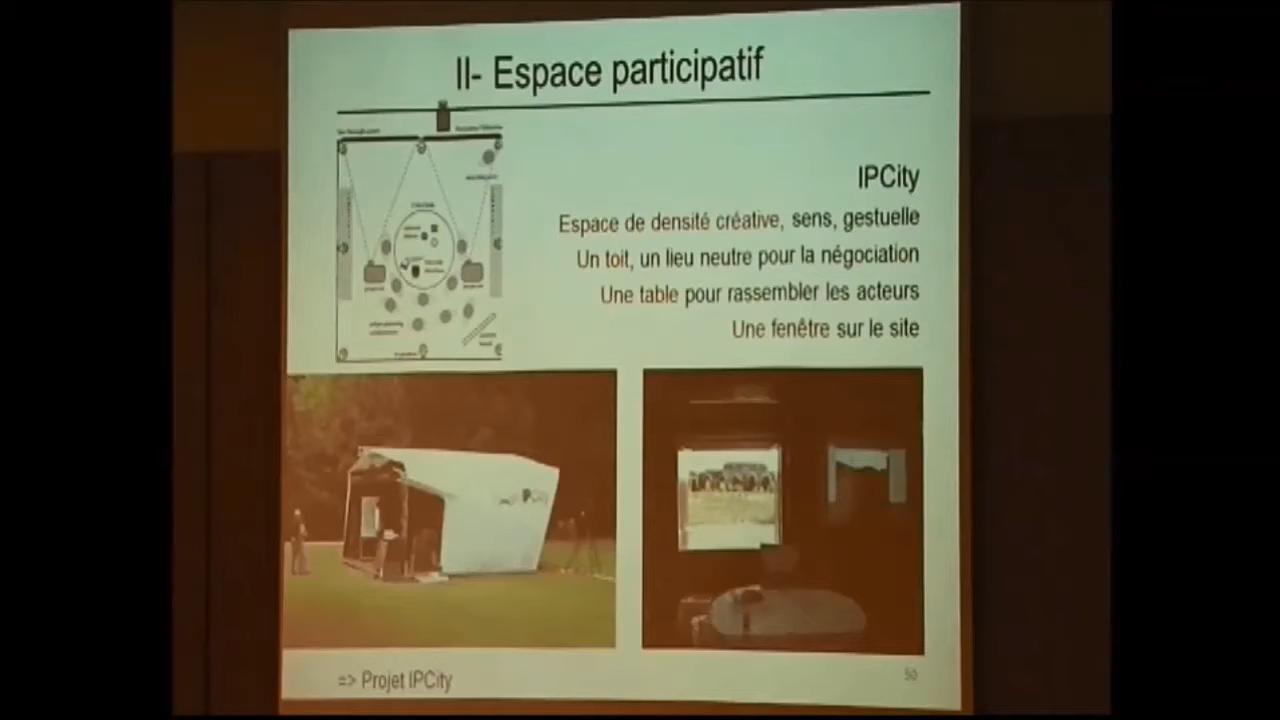 II- Espace participatif
IPCity
Espace de densité créative, sens, gestuelle
Un toit, un lieu neutre pour la négociation
Une table pour rassembler les acteurs
Une fenêtre sur le site
IPCity
=> Projet IPCity
50